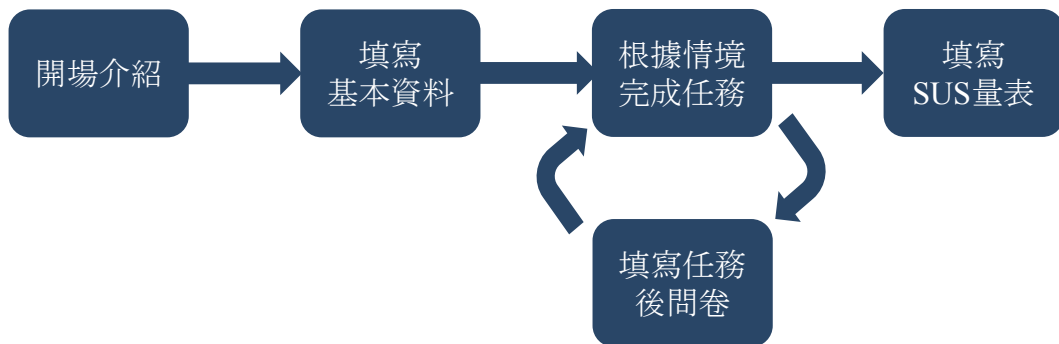 開場介紹
填寫
基本資料
根據情境
完成任務
填寫
SUS量表
填寫任務
後問卷